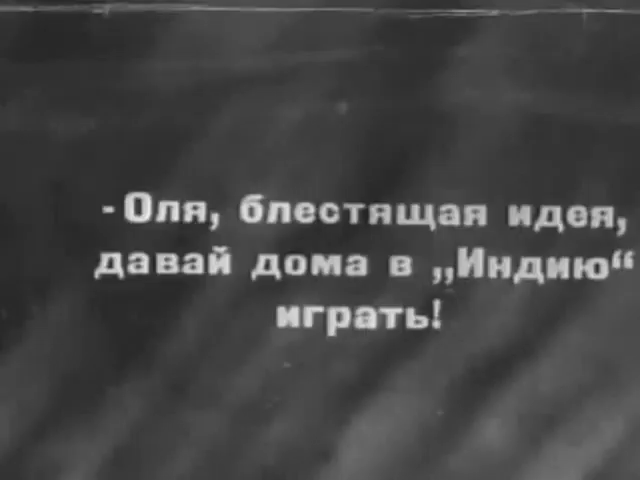 - Оля, блестящая идея,
давай дома в „Индию“
играть!